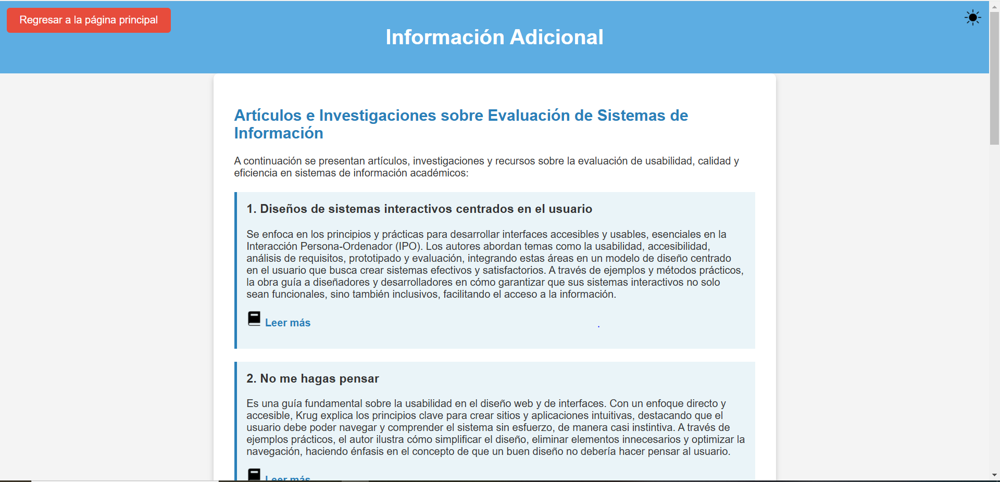 Regresar a la página principal
Información Adicional
Artículos e Investigaciones sobre Evaluación de Sistemas de
Información
A continuación se presentan artículos, investigaciones y recursos sobre la evaluación de usabilidad, calidad y
eficiencia en sistemas de información académicos:
1. Diseños de sistemas interactivos centrados en el usuario
Se enfoca en los principios y prácticas para desarrollar interfaces accesibles y usables, esenciales en la
Interacción Persona-Ordenador (IPO). Los autores abordan temas como la usabilidad, accesibilidad,
análisis de requisitos, prototipado y evaluación, integrando estas áreas en un modelo de diseño centrado
en el usuario que busca crear sistemas efectivos y satisfactorios. A través de ejemplos y métodos prácticos,
la obra guía a diseñadores y desarrolladores en cómo garantizar que sus sistemas interactivos no solo
sean funcionales, sino también inclusivos, facilitando el acceso a la información.
Leer más
.
2. No me hagas pensar
Es una guía fundamental sobre la usabilidad en el diseño web y de interfaces. Con un enfoque directo y
accesible, Krug explica los principios clave para crear sitios y aplicaciones intuitivas, destacando que el
usuario debe poder navegar y comprender el sistema sin esfuerzo, de manera casi instintiva. A través de
ejemplos prácticos, el autor ilustra cómo simplificar el diseño, eliminar elementos innecesarios y optimizar la
navegación, haciendo énfasis en el concepto de que un buen diseño no debería hacer pensar al usuario.
Leer más